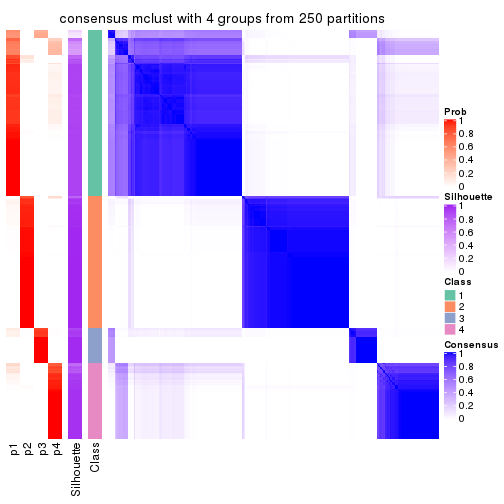 consensus mclust with 4 groups from 250 partitions
Prob
1
0.8
0.6
0.4
0.2
0
Silhouette
1
0.8
0.6
0.4
0.2
0
Class
1
2
3
4
Consensus
1
0.8
0.6
0.4
0.2
0
p1
p2
p3
p4
Silhouette
Class